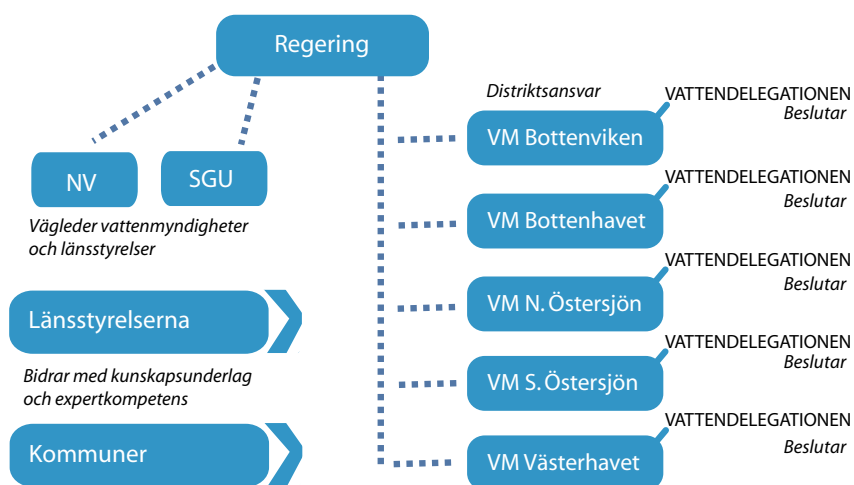 Regering
NV
SGU
Vägleder vattenmyndigheter
och länsstyrelser
Länsstyrelserna
Bidrar med kunskapsunderlag
och expertkompetens
Kommuner
Distriktsansvar
VM Bottenviken
VATTENDELEGATIONEN
Beslutar
VM Bottenhavet
VATTENDELEGATIONEN
Beslutar
VM N. Östersjön
VATTENDELEGATIONEN
Beslutar
VM S. Östersjön
VATTENDELEGATIONEN
Beslutar
VM Västerhavet
VATTENDELEGATIONEN
Beslutar